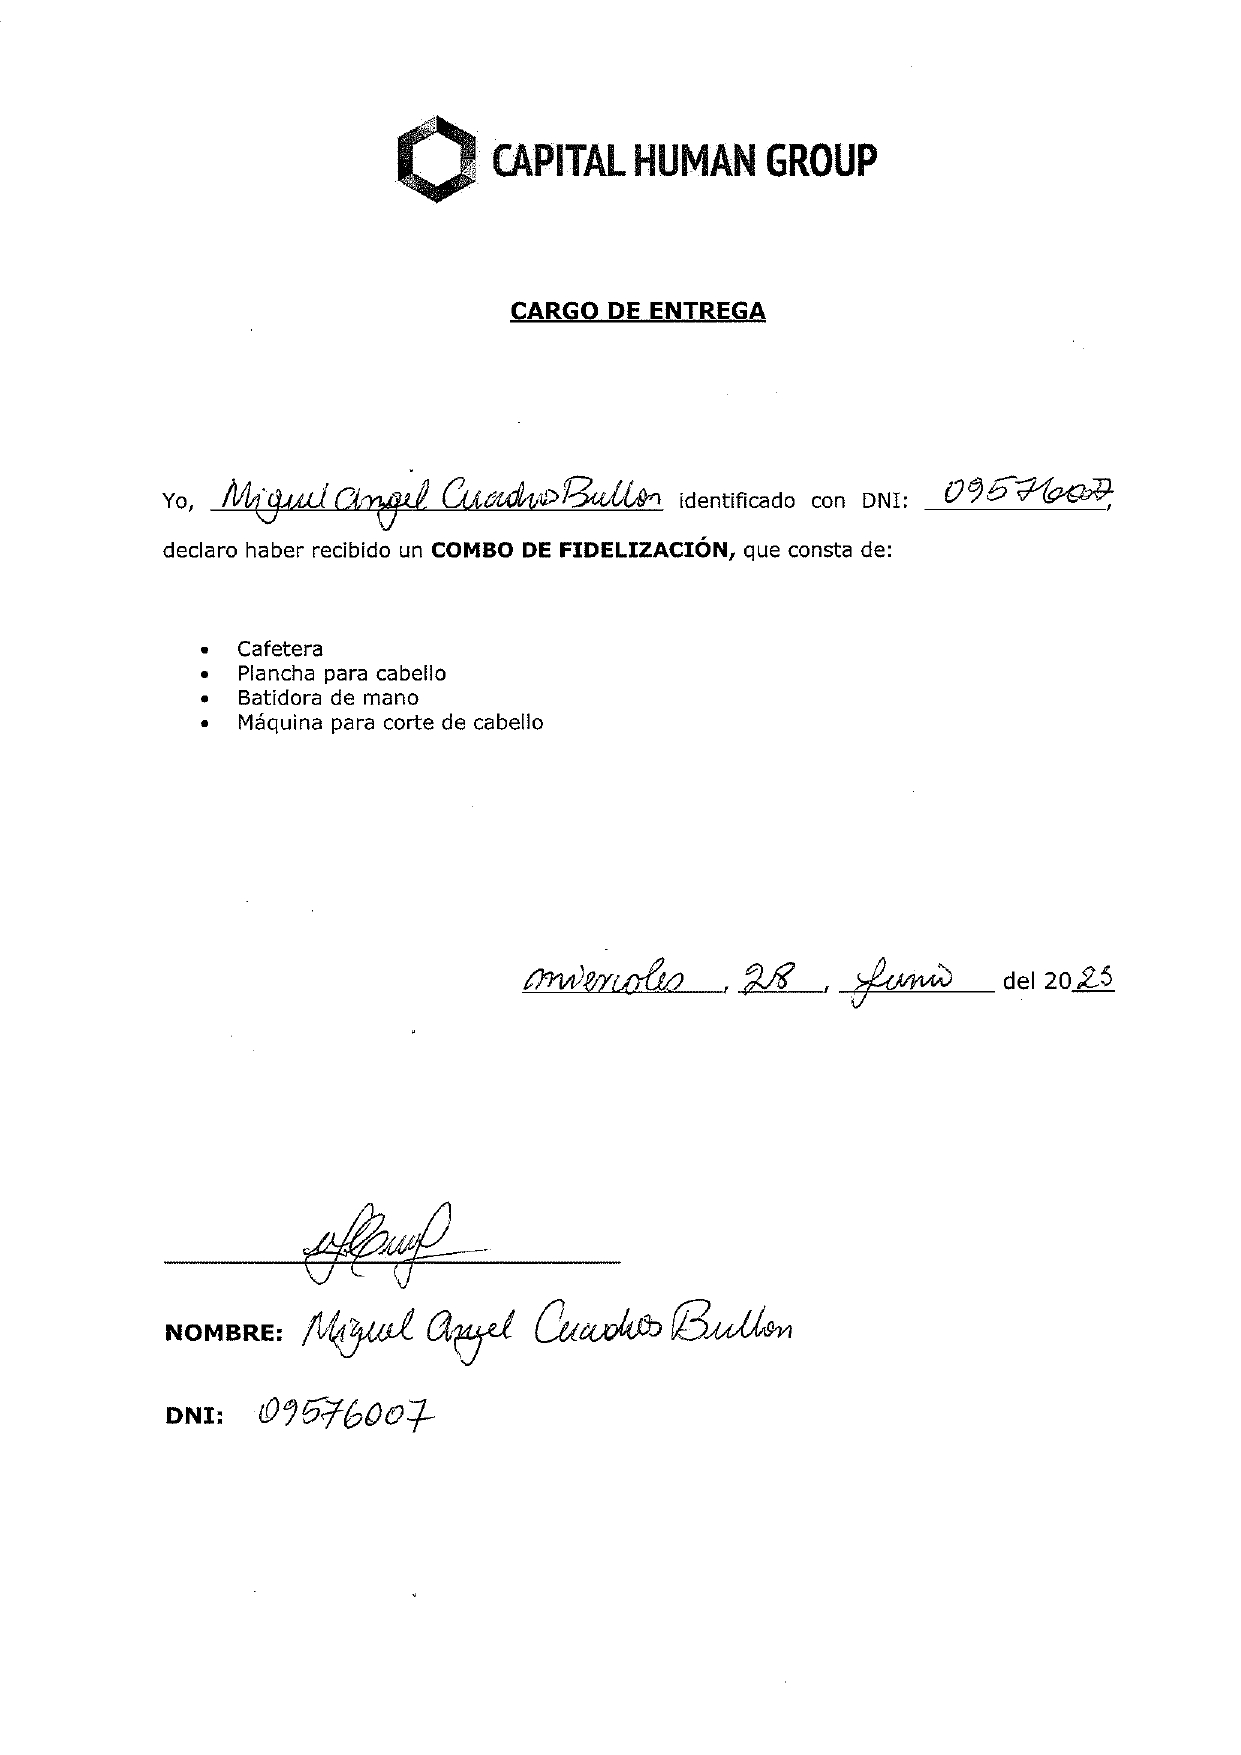 CAPITAL HUMAN GROUP
CARGO DE ENTREGA
Yo, Miguel Angel Cuadros Bullon identificado con DNI: 09576007,
declaro haber recibido un COMBO DE FIDELIZACIÓN, que consta de:
• Cafetera
• Plancha para cabello
• Batidora de mano
• Máquina para corte de cabello
miercoles , 28 , Junio del 2023
NOMBRE: Miguel Angel Cuadros Bullon
DNI: 09576007